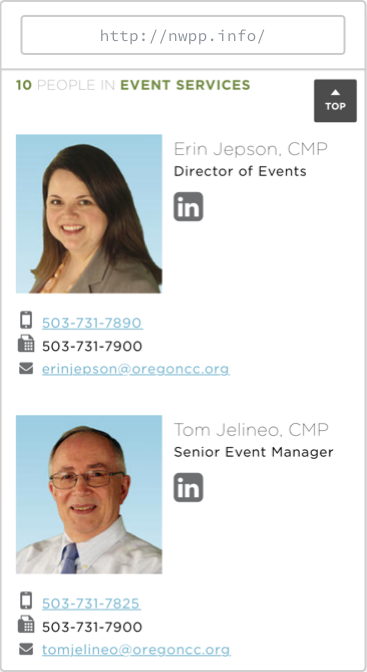 http://nwpp.info/
10 PEOPLE IN EVENT SERVICES
TOP
Erin Jepson, CMP
Director of Events
in
503-731-7890
503-731-7900
erinjepson@oregoncc.org
Tom Jelineo, CMP
Senior Event Manager
in
503-731-7825
503-731-7900
tomjelineo@oregoncc.org